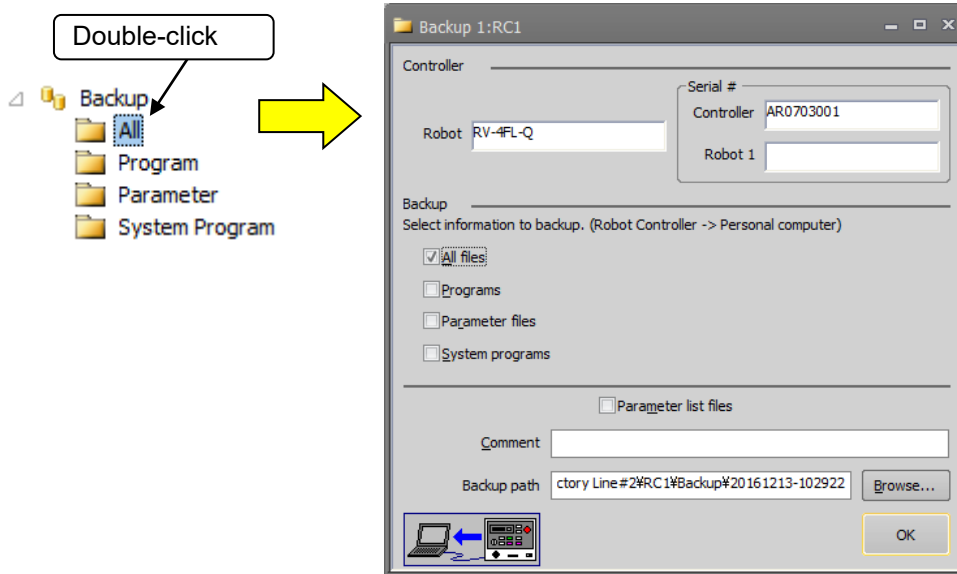 Double-click
Backup
All
Program
Parameter
System Program
Backup 1:RC1
Controller
Serial #
Robot RV-4FL-Q
Controller AR0703001
Robot 1
Backup
Select information to backup. (Robot Controller -> Personal computer)
All files
Programs
Parameter files
System programs
Parameter list files
Comment
Backup path ctory Line#2¥RC1¥Backup¥20161213-102922 Browse...
OK